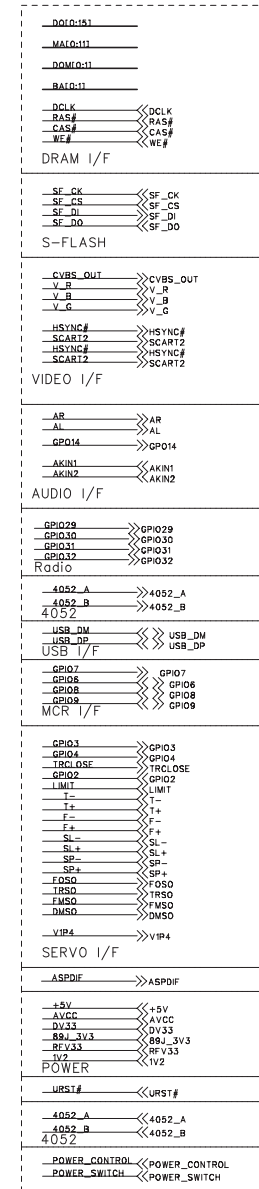 DQ[0:15]
MA[0:11]
DQM[0:1]
BA[0:1]
DCLK DCLK
RAS# RAS#
CAS# CAS#
WE# WE#
DRAM I/F
SF_CK SF_CK
SF_CS SF_CS
SF_DI SF_DI
SF_DO SF_DO
S-FLASH
CVBS_OUT CVBS_OUT
V_R V_R
V_B V_B
V_G V_G
HSYNC# HSYNC#
SCART2 SCART2
HSYNC# HSYNC#
SCART2 SCART2
VIDEO I/F
AR AR
AL AL
GPO14 GPO14
AKIN1 AKIN1
AKIN2 AKIN2
AUDIO I/F
GPIO29 GPIO29
GPIO30 GPIO30
GPIO31 GPIO31
GPIO32 GPIO32
Radio
4052_A 4052_A
4052_B 4052_B
4052
USB_DM USB_DM
USB_DP USB_DP
USB I/F
GPIO7 GPIO7
GPIO6 GPIO6
GPIO8 GPIO8
GPIO9 GPIO9
MCR I/F
GPIO3 GPIO3
GPIO4 GPIO4
TRCLOSE TRCLOSE
GPIO2 GPIO2
LIMIT LIMIT
T- T-
T+ T+
F- F-
F+ F+
SL- SL-
SL+ SL+
SP- SP-
SP+ SP+
FOSO FOSO
TRSO TRSO
FMSO FMSO
DMSO DMSO
V1P4 V1P4
SERVO I/F
ASPDIF ASPDIF
+5V +5V
AVCC AVCC
DV33 DV33
89J_3V3 89J_3V3
RFV33 RFV33
1V2 1V2
POWER
URST# URST#
4052_A 4052_A
4052_B 4052_B
4052
POWER_CONTROL POWER_CONTROL
POWER_SWITCH POWER_SWITCH